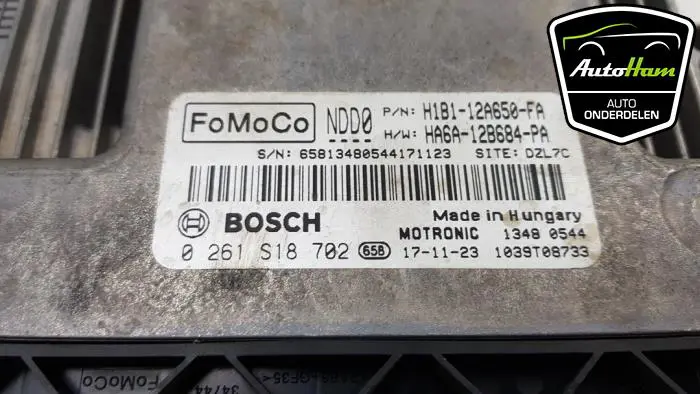 AutoHam
AUTO
ONDERDELEN
FoMoCo
NDD0
P/N: H1B1-12A650-FA
H/W: HA6A-12B684-PA
S/N: 65813480544171123 SITE: DZL7C
BOSCH
Made in Hungary
MOTRONIC 1348 0544
0 261 S18 702 658 17-11-23 1039T08733
FoMoCo